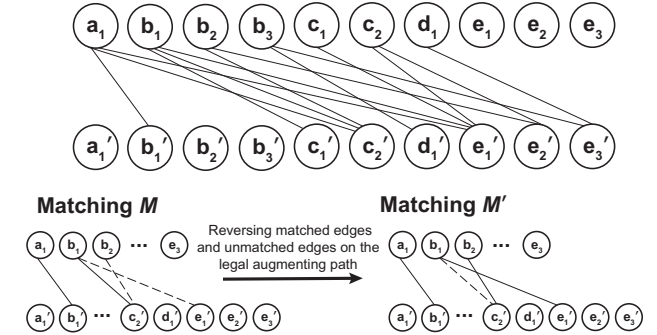 a₁ b₁ b₂ b₃ c₁ c₂ d₁ e₁ e₂ e₃
a₁′ b₁′ b₂′ b₃′ c₁′ c₂′ d₁′ e₁′ e₂′ e₃′
Matching M Matching M′
Reversing matched edges
and unmatched edges on the
legal augmenting path
a₁ b₁ b₂ ... e₃ a₁ b₁ b₂ ... e₃
a₁′ b₁′ ... c₂′ d₁′ e₁′ e₂′ e₃′ a₁′ b₁′ ... c₂′ d₁′ e₁′ e₂′ e₃′